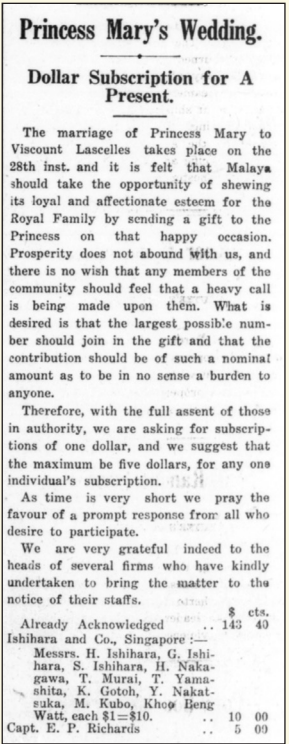 Princess Mary's Wedding.
Dollar Subscription for A
Present.
The marriage of Princess Mary to
Viscount Lascelles takes place on the
28th inst. and it is felt that Malaya
should take the opportunity of shewing
its loyal and affectionate esteem for the
Royal Family by sending a gift to the
Princess on that happy occasion.
Prosperity does not abound with us, and
there is no wish that any members of the
community should feel that a heavy call
is being made upon them. What is
desired is that the largest possible num-
ber should join in the gift and that the
contribution should be of such a nominal
amount as to be in no sense a burden to
anyone.
Therefore, with the full assent of those
in authority, we are asking for subscrip-
tions of one dollar, and we suggest that
the maximum be five dollars, for any one
individual's subscription.
As time is very short we pray the
favour of a prompt response from all who
desire to participate.
We are very grateful indeed to the
heads of several firms who have kindly
undertaken to bring the matter to the
notice of their staffs.
$ cts.
Already Acknowledged .. 143 40
Ishihara and Co., Singapore :—
Messrs. H. Ishihara, G. Ishi-
hara, S. Ishihara, H. Naka-
gawa, T. Murai, T. Yama-
shita, K. Gotoh, Y. Nakat-
suka, M. Kubo, Khoo Beng
Watt, each $1=$10. .. 10 00
Capt. E. P. Richards .. 5 00